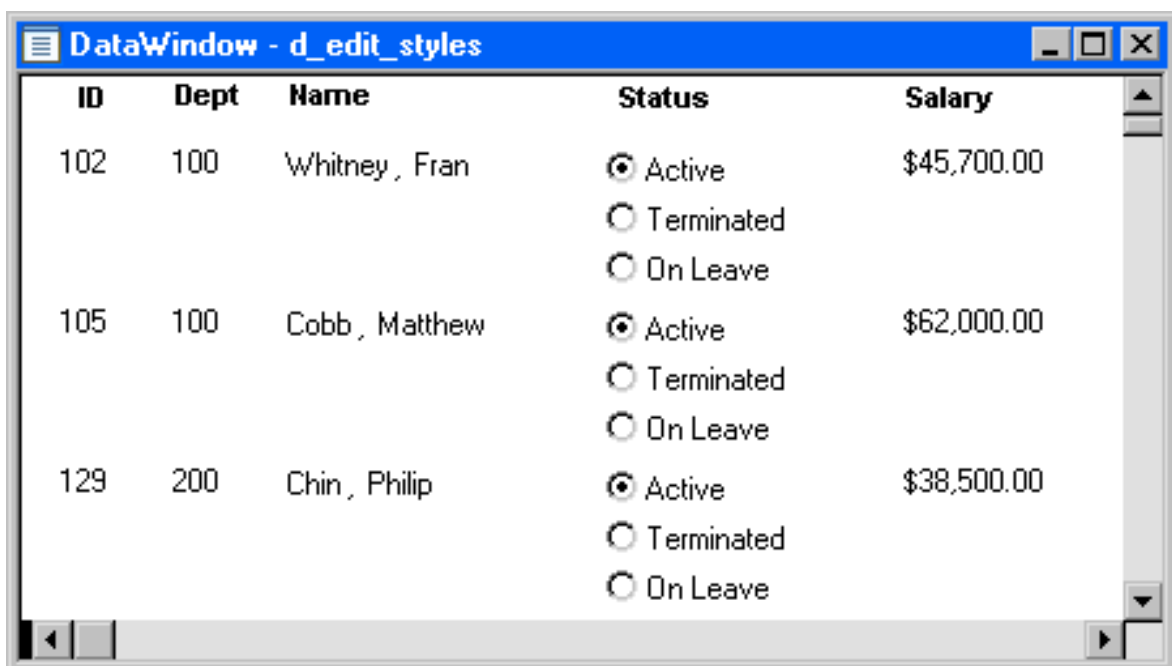 DataWindow - d_edit_styles
ID Dept Name Status Salary
102 100 Whitney , Fran Active $45,700.00
Terminated
On Leave
105 100 Cobb , Matthew Active $62,000.00
Terminated
On Leave
129 200 Chin , Philip Active $38,500.00
Terminated
On Leave